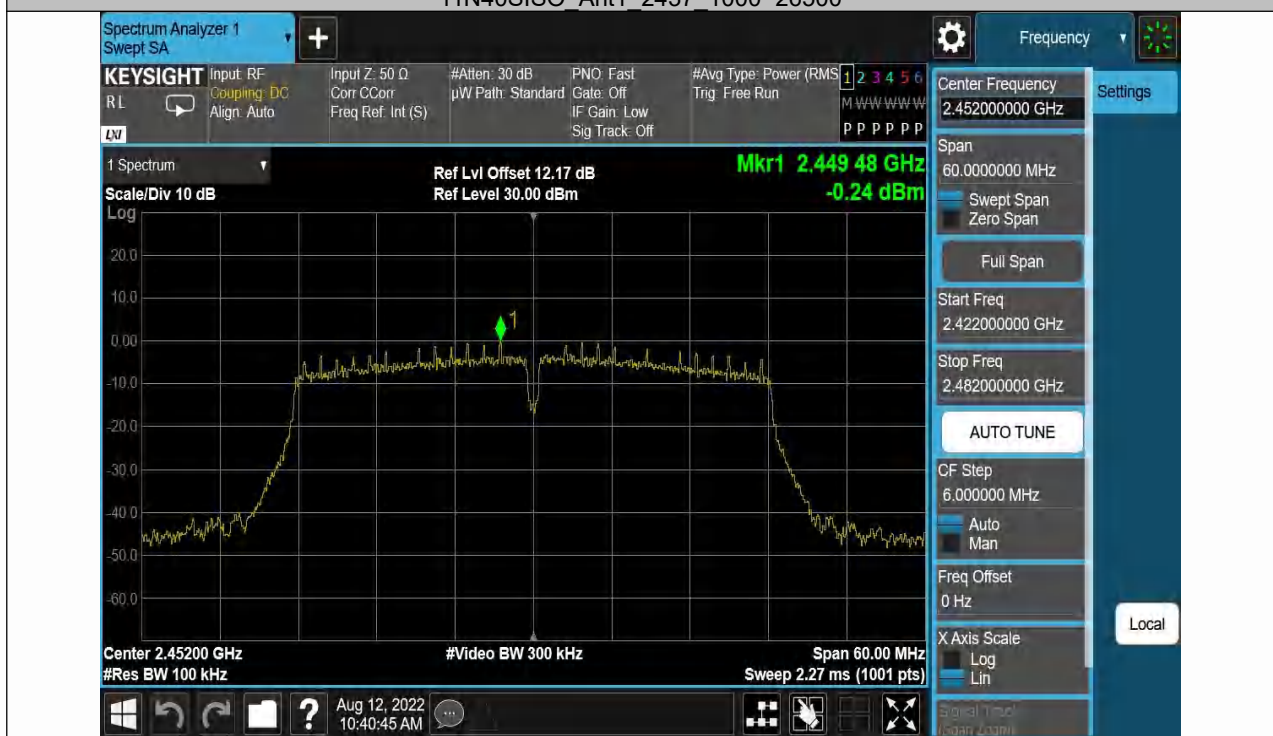 Spectrum Analyzer 1
Swept SA
Frequency
KEYSIGHT
RL
LXI
Input: RF
Coupling: DC
Align: Auto
Input Z: 50 Ω
Corr CCorr
Freq Ref: Int (S)
#Atten: 30 dB
µW Path: Standard
PNO: Fast
Gate: Off
IF Gain: Low
Sig Track: Off
#Avg Type: Power (RMS
Trig: Free Run
1 2 3 4 5 6
M W W W W W
P P P P P P
1 Spectrum
Scale/Div 10 dB
Ref Lvl Offset 12.17 dB
Ref Level 30.00 dBm
Mkr1 2.449 48 GHz
-0.24 dBm
Log
20.0
10.0
0.00
-10.0
-20.0
-30.0
-40.0
-50.0
-60.0
1
Center 2.45200 GHz
#Res BW 100 kHz
#Video BW 300 kHz
Span 60.00 MHz
Sweep 2.27 ms (1001 pts)
Center Frequency
2.452000000 GHz
Settings
Span
60.0000000 MHz
Swept Span
Zero Span
Full Span
Start Freq
2.422000000 GHz
Stop Freq
2.482000000 GHz
AUTO TUNE
CF Step
6.000000 MHz
Auto
Man
Freq Offset
0 Hz
X Axis Scale
Log
Lin
Local
Signal Track
(Span Zoom)
?
Aug 12, 2022
10:40:45 AM